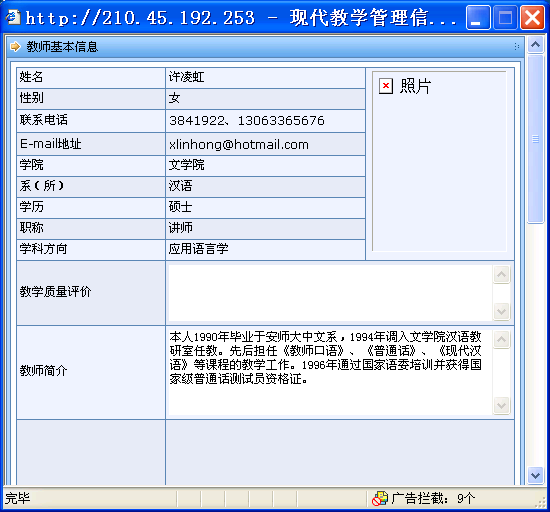 http://210.45.192.253 - 现代教学管理信...
教师基本信息
姓名 许凌虹
照片
性别 女
联系电话 3841922、13063365676
E-mail地址 xlinhong@hotmail.com
学院 文学院
系(所) 汉语
学历 硕士
职称 讲师
学科方向 应用语言学
教学质量评价
本人1990年毕业于安师大中文系,1994年调入文学院汉语教
研室任教。先后担任《教师口语》、《普通话》、《现代汉
语》等课程的教学工作。1996年通过国家语委培训并获得国
家级普通话测试员资格证。
教师简介
完毕
广告拦截: 9个